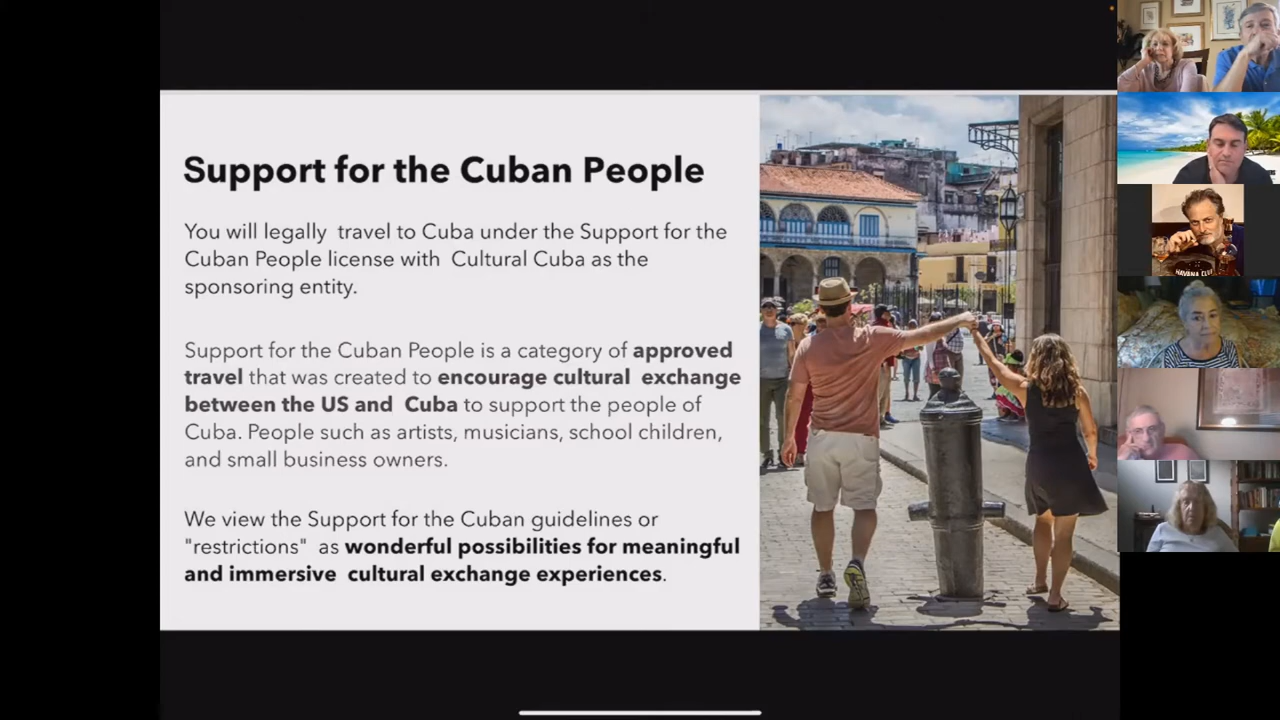 Support for the Cuban People
You will legally travel to Cuba under the Support for the
Cuban People license with Cultural Cuba as the
sponsoring entity.
Support for the Cuban People is a category of approved
travel that was created to encourage cultural exchange
between the US and Cuba to support the people of
Cuba. People such as artists, musicians, school children,
and small business owners.
We view the Support for the Cuban guidelines or
"restrictions" as wonderful possibilities for meaningful
and immersive cultural exchange experiences.
HAVANA CLUB